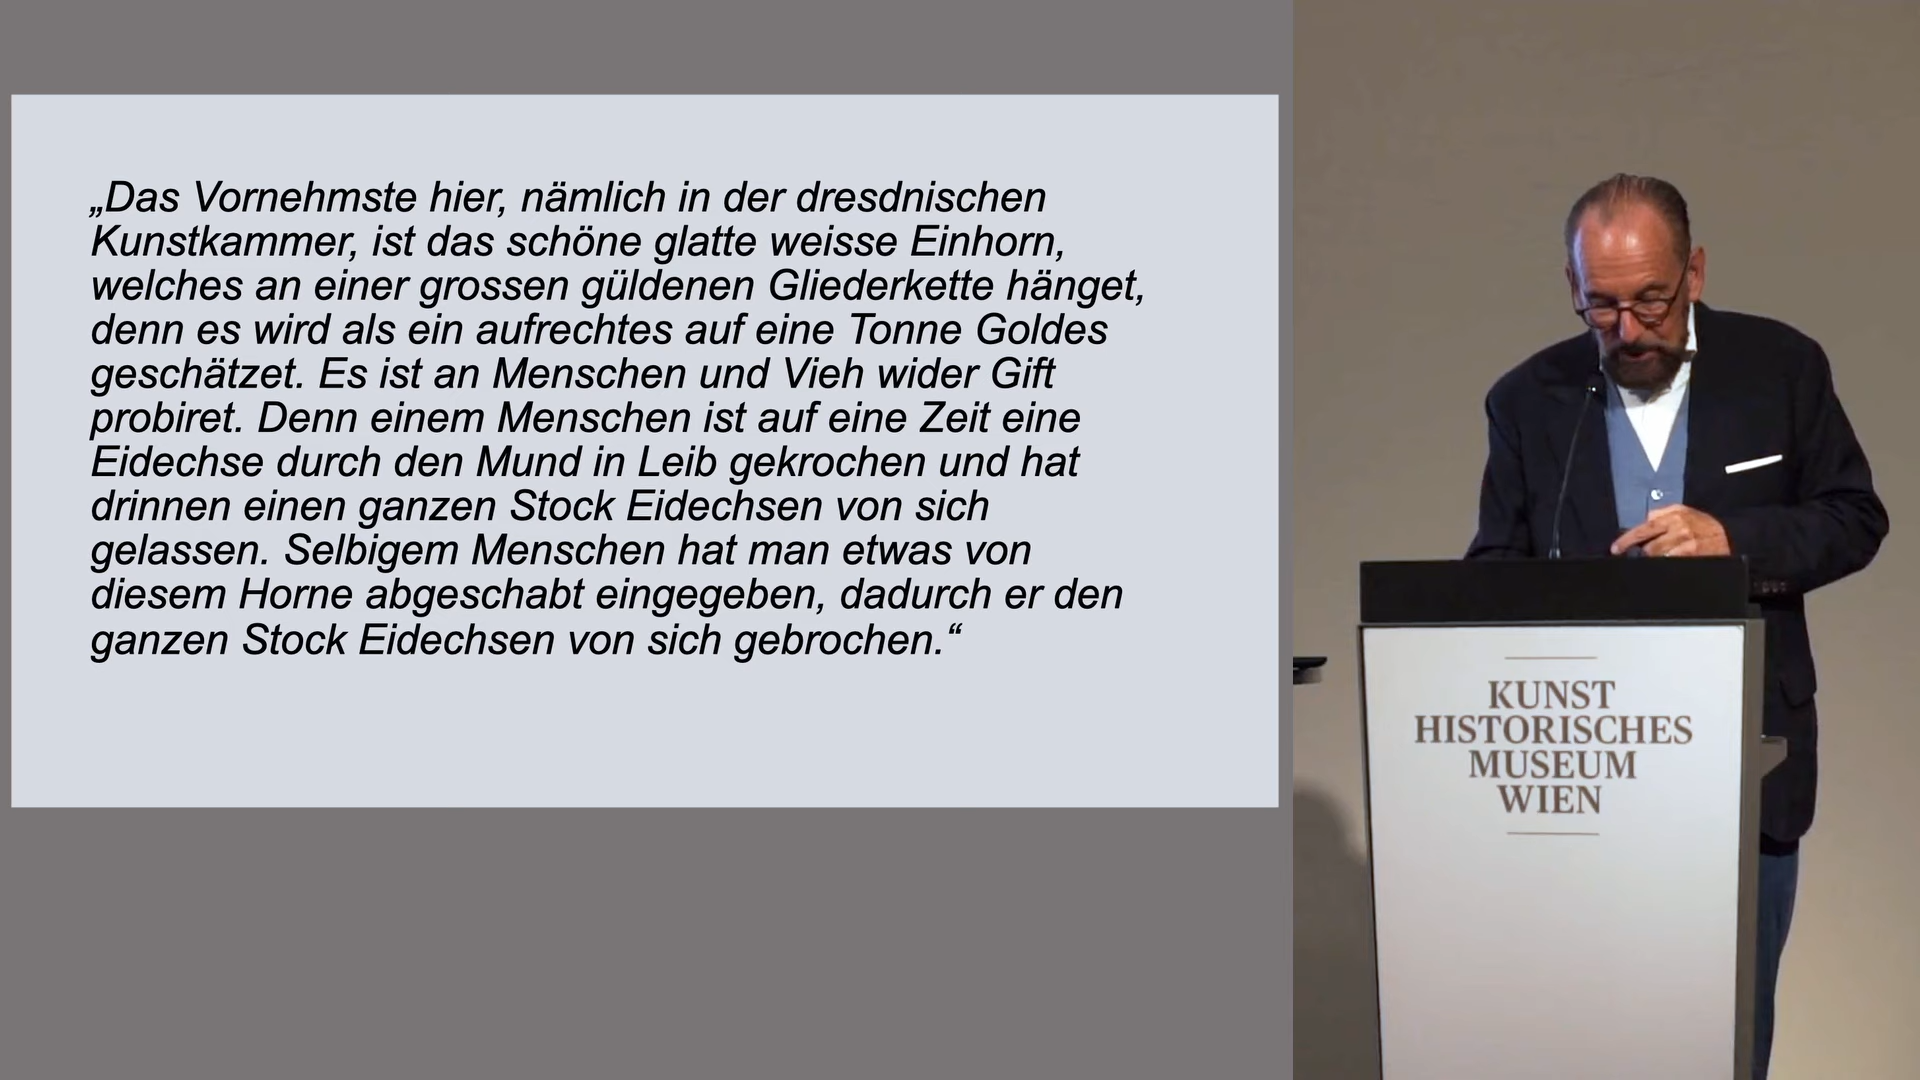 „Das Vornehmste hier, nämlich in der dresdnischen
Kunstkammer, ist das schöne glatte weisse Einhorn,
welches an einer grossen güldenen Gliederkette hänget,
denn es wird als ein aufrechtes auf eine Tonne Goldes
geschätzet. Es ist an Menschen und Vieh wider Gift
probiret. Denn einem Menschen ist auf eine Zeit eine
Eidechse durch den Mund in Leib gekrochen und hat
drinnen einen ganzen Stock Eidechsen von sich
gelassen. Selbigem Menschen hat man etwas von
diesem Horne abgeschabt eingegeben, dadurch er den
ganzen Stock Eidechsen von sich gebrochen.“
KUNST
HISTORISCHES
MUSEUM
WIEN